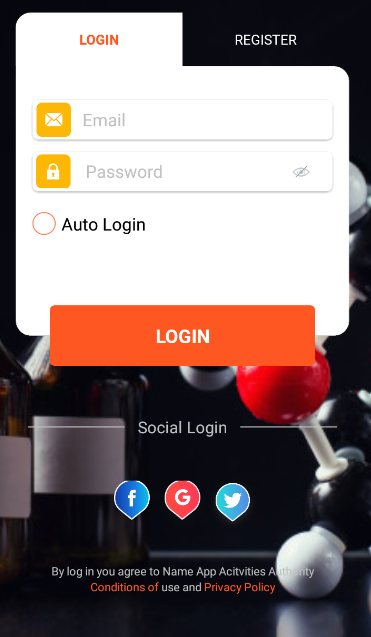 LOGIN
REGISTER
Email
Password
Auto Login
LOGIN
Social Login
f
G
By log in you agree to Name App Acitvities Authority
Conditions of use and Privacy Policy